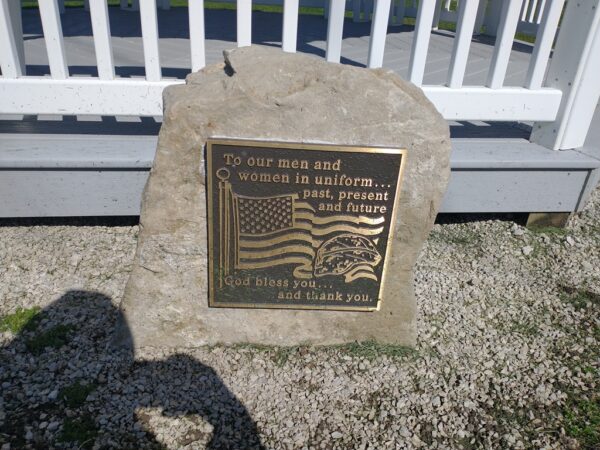 To our men and
women in uniform...
past, present
and future
God bless you...
and thank you.